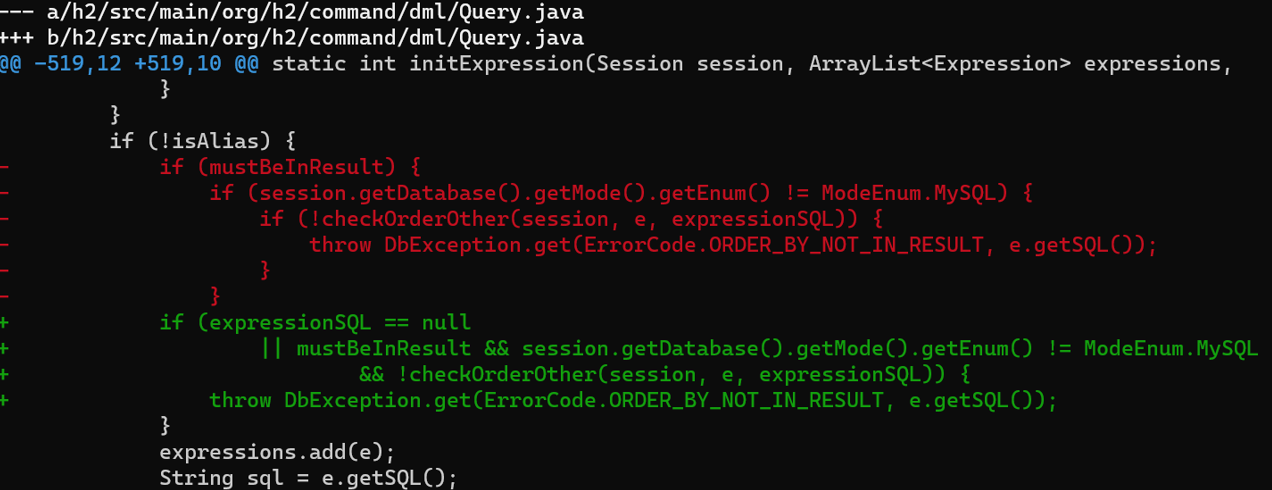 --- a/h2/src/main/org/h2/command/dml/Query.java
+++ b/h2/src/main/org/h2/command/dml/Query.java
@@ -519,12 +519,10 @@ static int initExpression(Session session, ArrayList<Expression> expressions,
             }
         }
         if (!isAlias) {
-            if (mustBeInResult) {
-                if (session.getDatabase().getMode().getEnum() != ModeEnum.MySQL) {
-                    if (!checkOrderOther(session, e, expressionSQL)) {
-                        throw DbException.get(ErrorCode.ORDER_BY_NOT_IN_RESULT, e.getSQL());
-                    }
-                }
+            if (expressionSQL == null
+                    || mustBeInResult && session.getDatabase().getMode().getEnum() != ModeEnum.MySQL
+                            && !checkOrderOther(session, e, expressionSQL)) {
+                throw DbException.get(ErrorCode.ORDER_BY_NOT_IN_RESULT, e.getSQL());
             }
             expressions.add(e);
             String sql = e.getSQL();